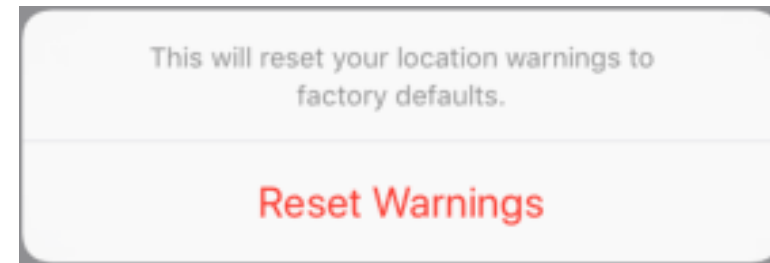 This will reset your location warnings to
factory defaults.
Reset Warnings